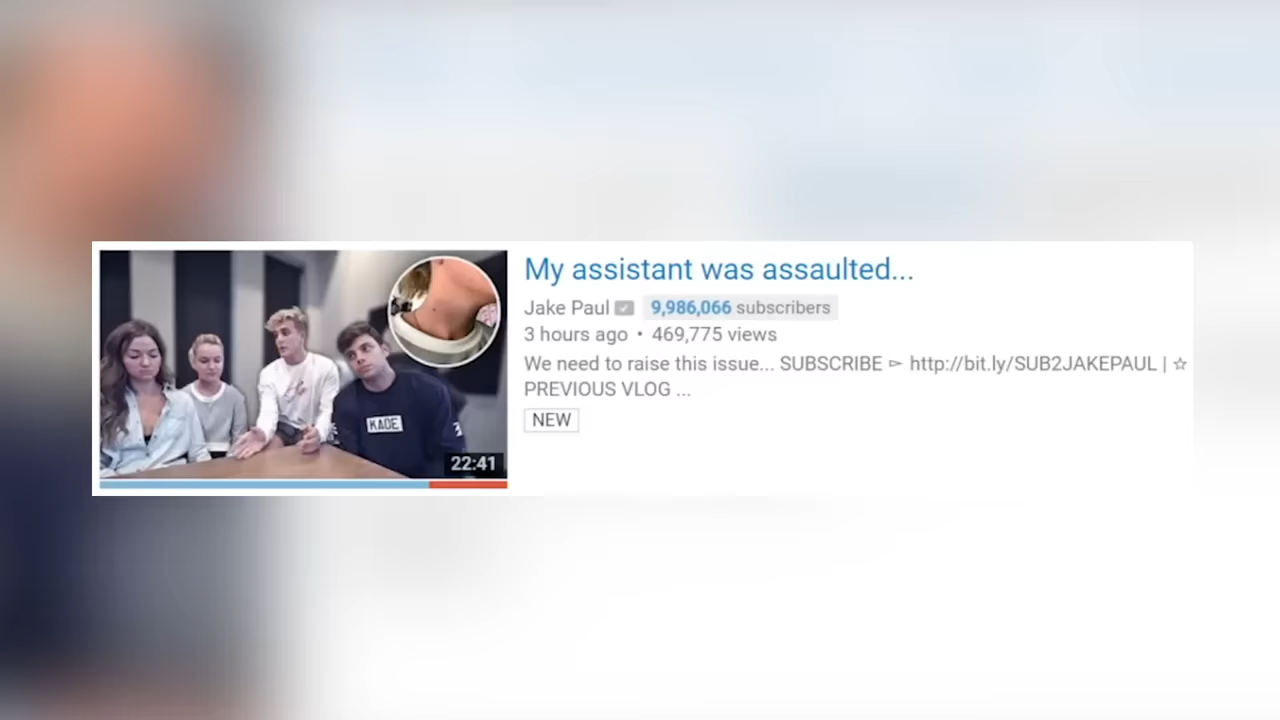 My assistant was assaulted...
Jake Paul 9,986,066 subscribers
3 hours ago • 469,775 views
We need to raise this issue... SUBSCRIBE ➢ http://bit.ly/SUB2JAKEPAUL | ☆
PREVIOUS VLOG ...
NEW
KADE
22:41